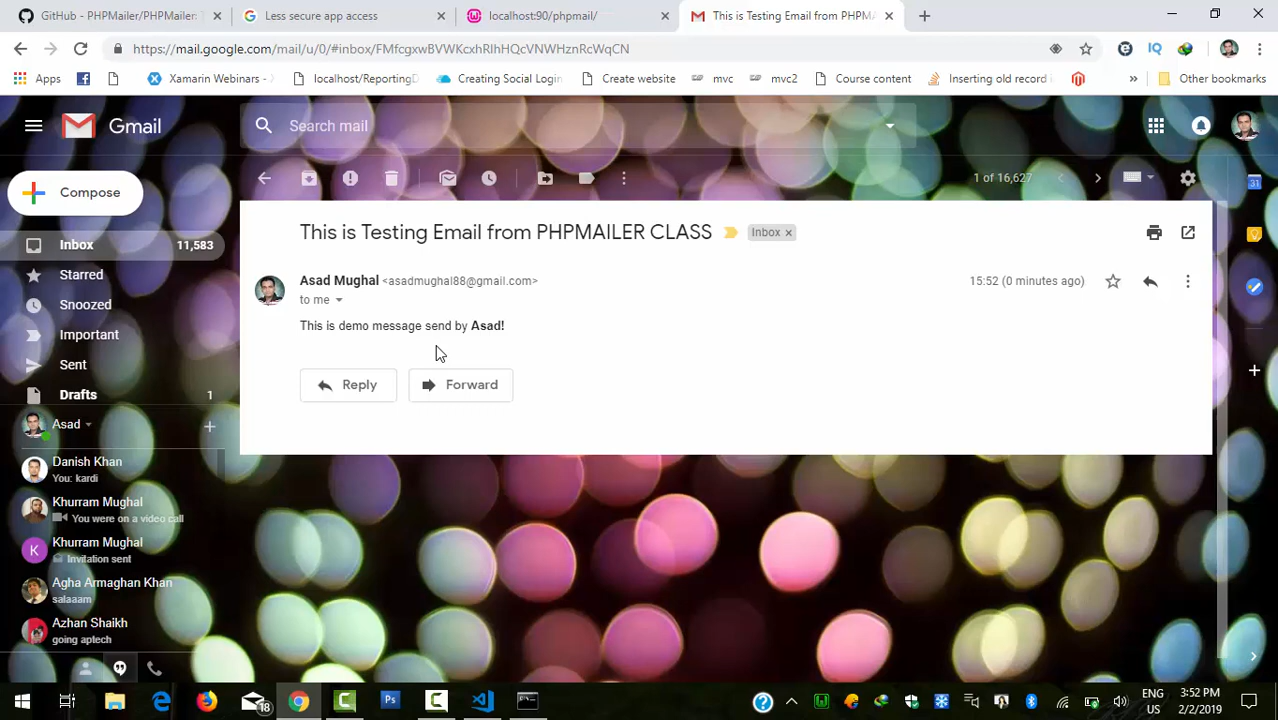 GitHub - PHPMailer/PHPMailer:
Less secure app access
localhost:90/phpmail/
This is Testing Email from PHPMA
https://mail.google.com/mail/u/0/#inbox/FMfcgxwBVWKcxhRlhHQcVNWHznRcWqCN
Apps
Xamarin Webinars -
localhost/ReportingD
Creating Social Login
Create website
mvc
mvc2
Course content
Inserting old record i
»
Other bookmarks
Gmail
Search mail
Compose
1 of 16,627
Inbox 11,583
Starred
Snoozed
Important
Sent
Drafts 1
Asad
Danish Khan
You: kardi
Khurram Mughal
You were on a video call
K
Khurram Mughal
Invitation sent
Agha Armaghan Khan
salaaam
Azhan Shaikh
going aptech
This is Testing Email from PHPMAILER CLASS
Inbox ×
Asad Mughal <asadmughal88@gmail.com>
15:52 (0 minutes ago)
to me
This is demo message send by Asad!
Reply
Forward
31
IQ
18
Ps
ENG
US
3:52 PM
2/2/2019